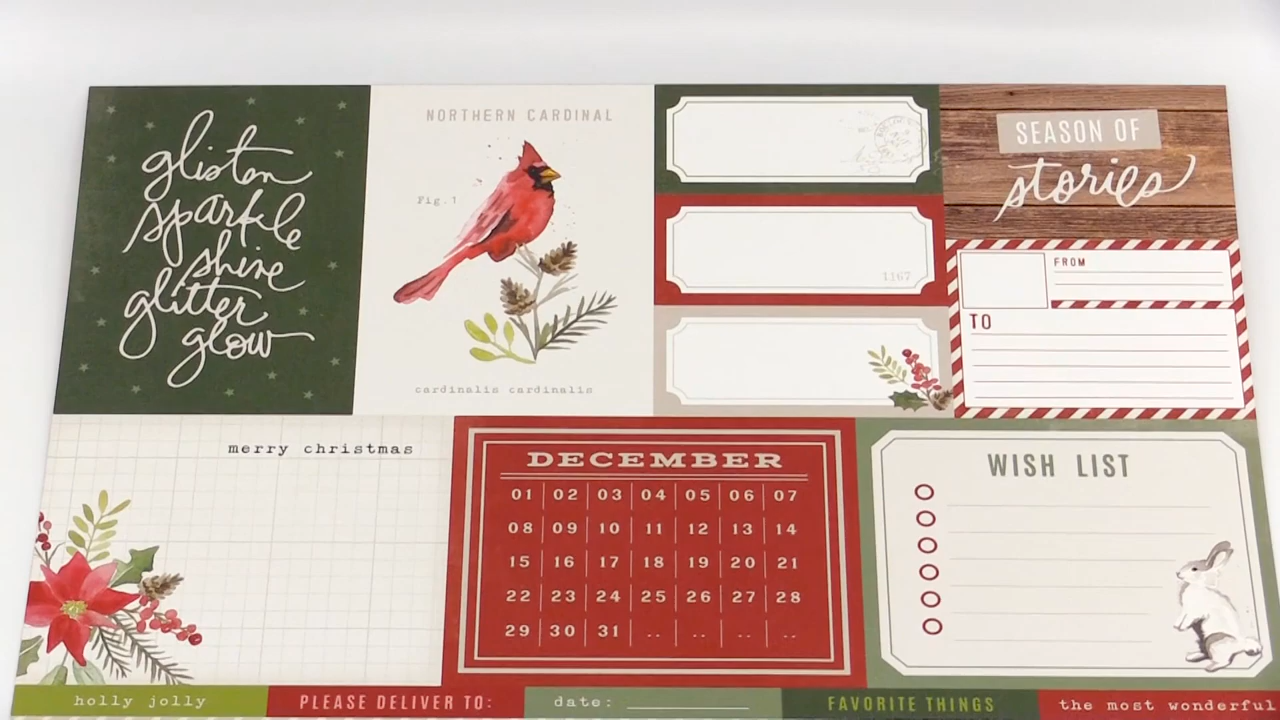 glisten
sparkle
shine
glitter
glow
NORTHERN CARDINAL
Fig. 1
cardinalis cardinalis
1167
SEASON OF
stories
FROM
TO
merry christmas
DECEMBER
01 02 03 04 05 06 07
08 09 10 11 12 13 14
15 16 17 18 19 20 21
22 23 24 25 26 27 28
29 30 31 .. .. .. ..
WISH LIST
holly jolly
PLEASE DELIVER TO:
date:
FAVORITE THINGS
the most wonderful